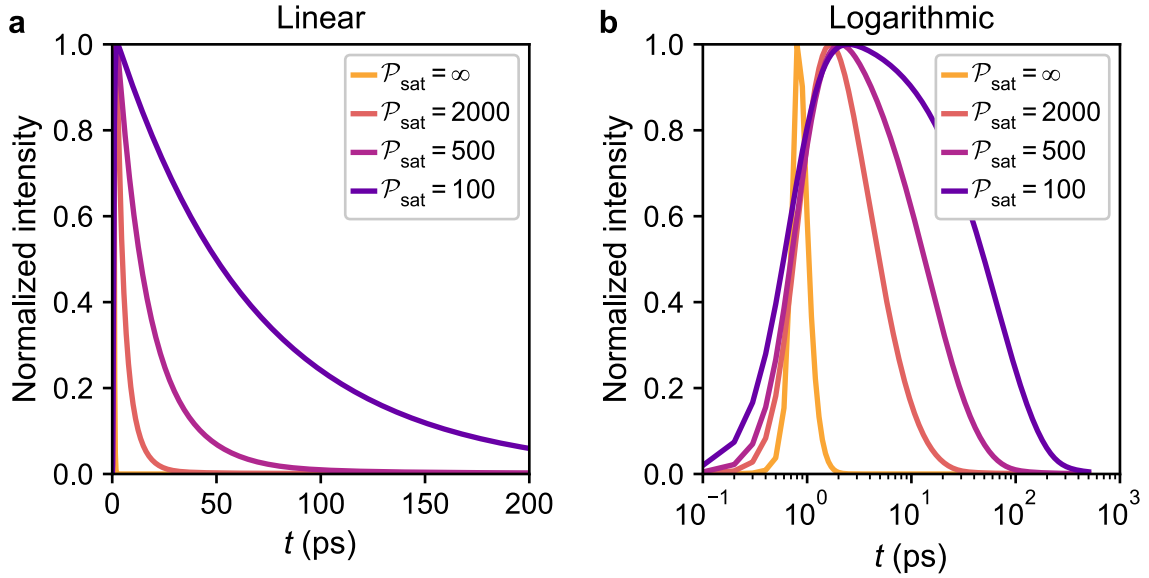 a
Linear
Normalized intensity
1.0
0.8
0.6
0.4
0.2
0.0
0
50
100
150
200
t (ps)
𝒫sat = ∞
𝒫sat = 2000
𝒫sat = 500
𝒫sat = 100
b
Logarithmic
Normalized intensity
1.0
0.8
0.6
0.4
0.2
0.0
10⁻¹
10⁰
10¹
10²
10³
t (ps)
𝒫sat = ∞
𝒫sat = 2000
𝒫sat = 500
𝒫sat = 100